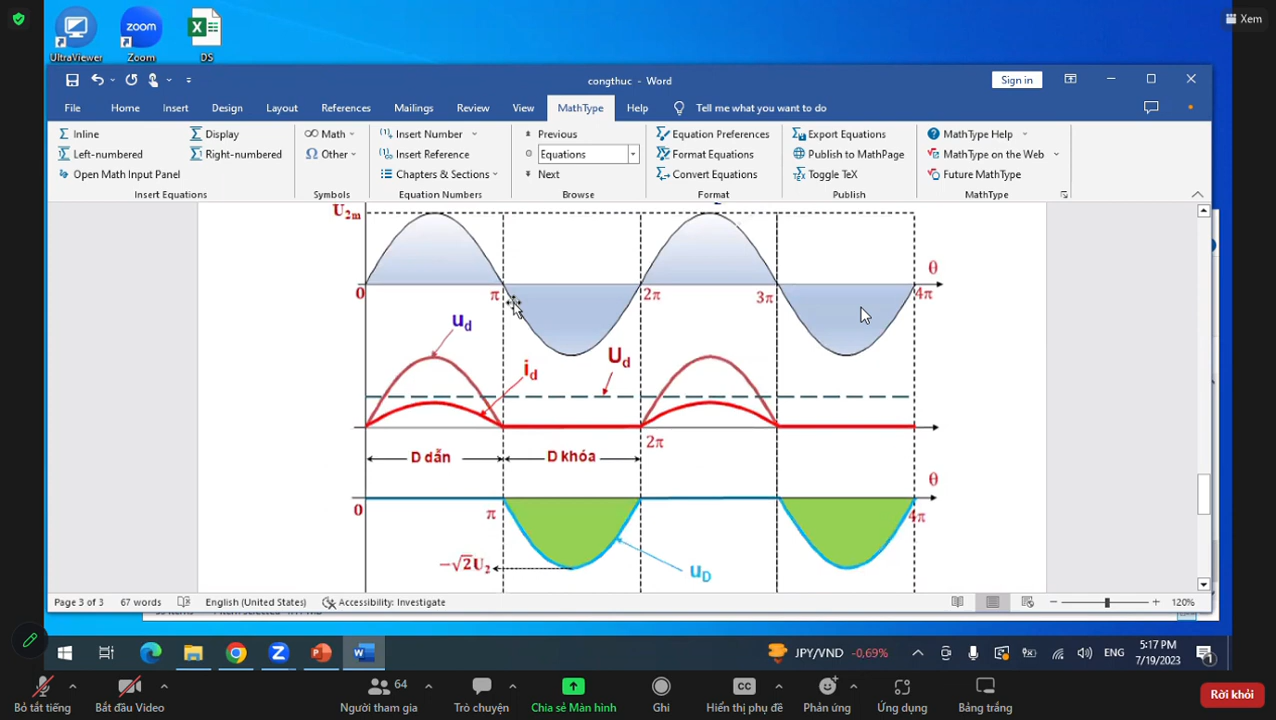 Xem
zoom
UltraViewer Zoom DS
congthuc - Word Sign in
File Home Insert Design Layout References Mailings Review View MathType Help Tell me what you want to do
Inline Display Math Insert Number Previous Equation Preferences Export Equations MathType Help
Left-numbered Right-numbered Other Insert Reference Equations Format Equations Publish to MathPage MathType on the Web
Open Math Input Panel Chapters & Sections Next Convert Equations Toggle TeX Future MathType
Insert Equations Symbols Equation Numbers Browse Format Publish MathType
U2m
θ
0 π 2π 3π 4π
ud
id Ud
2π
D dẫn D khóa
θ
0 π 4π
−√2U2
uD
Page 3 of 3 67 words English (United States) Accessibility: Investigate 120%
JPY/VND -0,69% ENG 5:17 PM
7/19/2023 1
64
Bỏ tắt tiếng Bắt đầu Video Người tham gia Trò chuyện Chia sẻ Màn hình Ghi Hiển thị phụ đề Phản ứng Ứng dụng Bảng trắng Rời khỏi